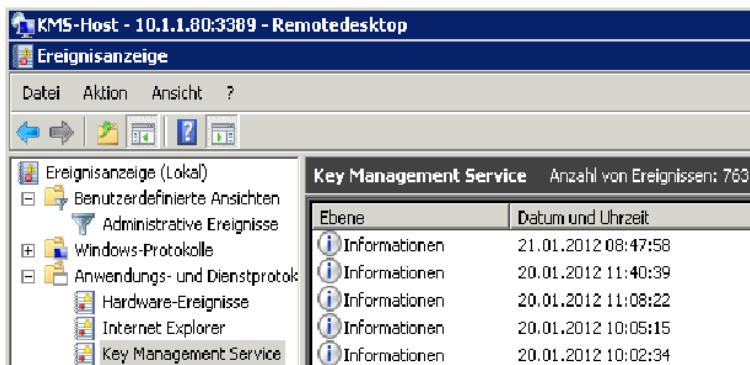 KMS-Host - 10.1.1.80:3389 - Remotedesktop
Ereignisanzeige
Datei Aktion Ansicht ?
Ereignisanzeige (Lokal)
Benutzerdefinierte Ansichten
Administrative Ereignisse
Windows-Protokolle
Anwendungs- und Dienstprotok
Hardware-Ereignisse
Internet Explorer
Key Management Service
Key Management Service Anzahl von Ereignissen: 763
Ebene Datum und Uhrzeit
Informationen 21.01.2012 08:47:58
Informationen 20.01.2012 11:40:39
Informationen 20.01.2012 11:08:22
Informationen 20.01.2012 10:05:15
Informationen 20.01.2012 10:02:34